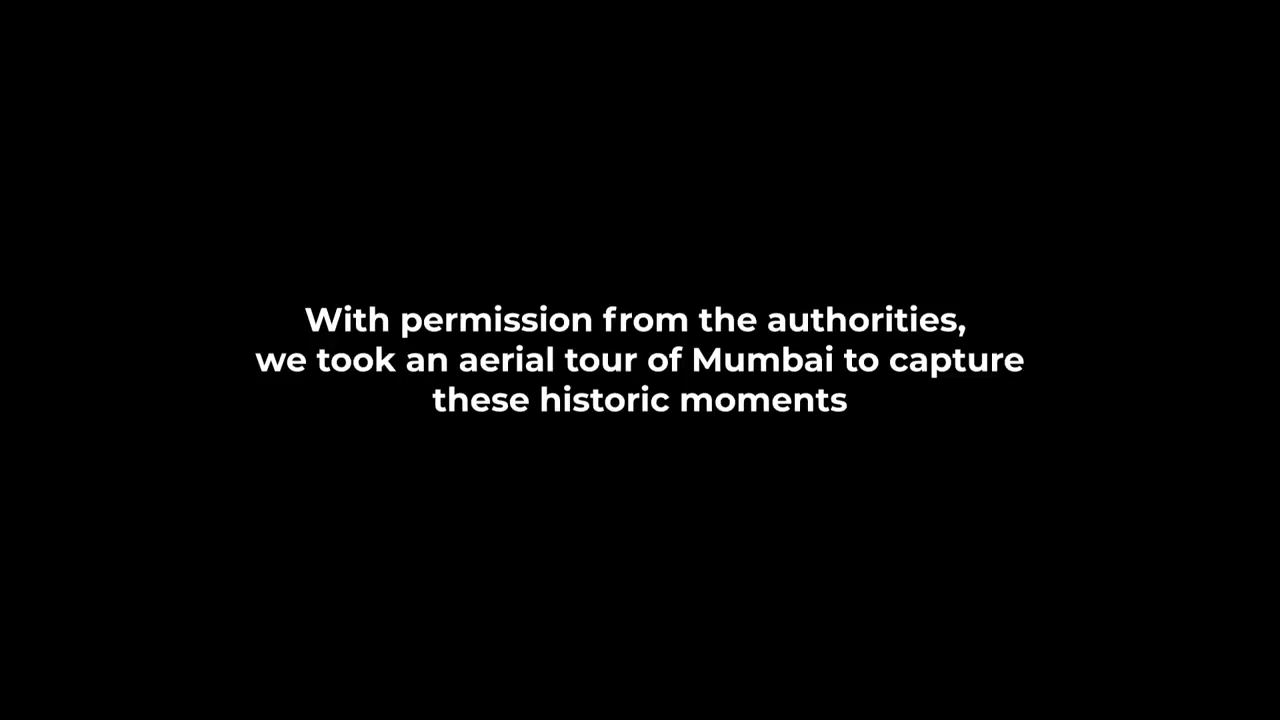 With permission from the authorities,
we took an aerial tour of Mumbai to capture
these historic moments